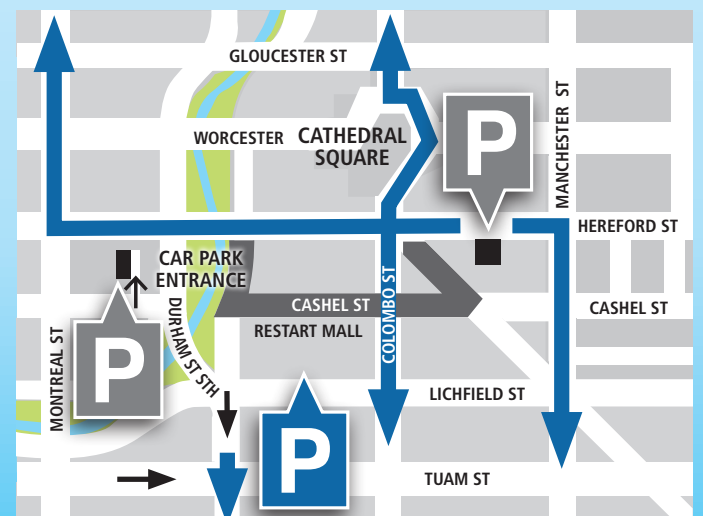 GLOUCESTER ST
WORCESTER
CATHEDRAL
SQUARE
P
MANCHESTER ST
HEREFORD ST
CAR PARK
ENTRANCE
CASHEL ST
CASHEL ST
RESTART MALL
COLOMBO ST
DURHAM ST STH
MONTREAL ST
P
LICHFIELD ST
P
TUAM ST